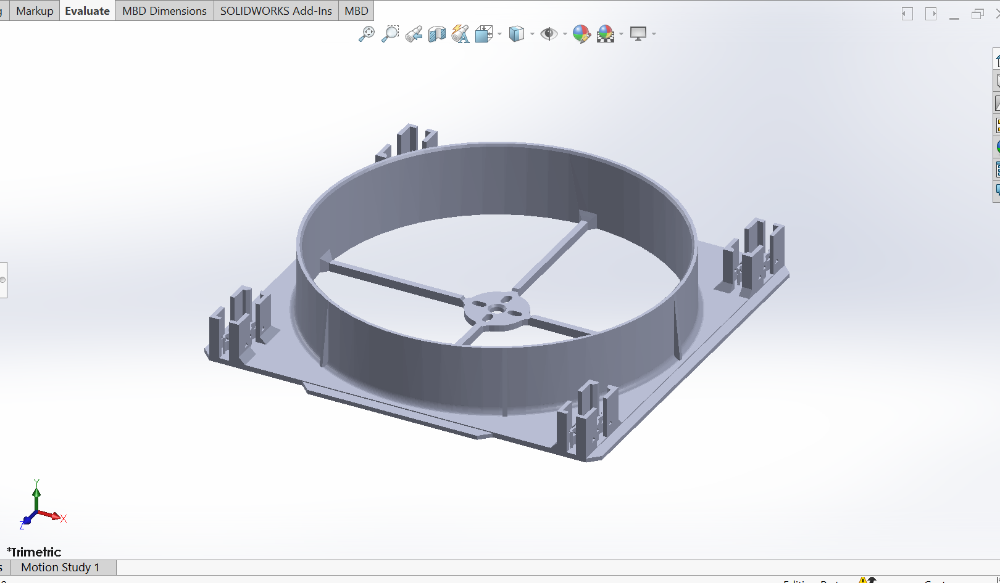 Markup Evaluate MBD Dimensions SOLIDWORKS Add-Ins MBD
Y
X
Z
*Trimetric
Motion Study 1